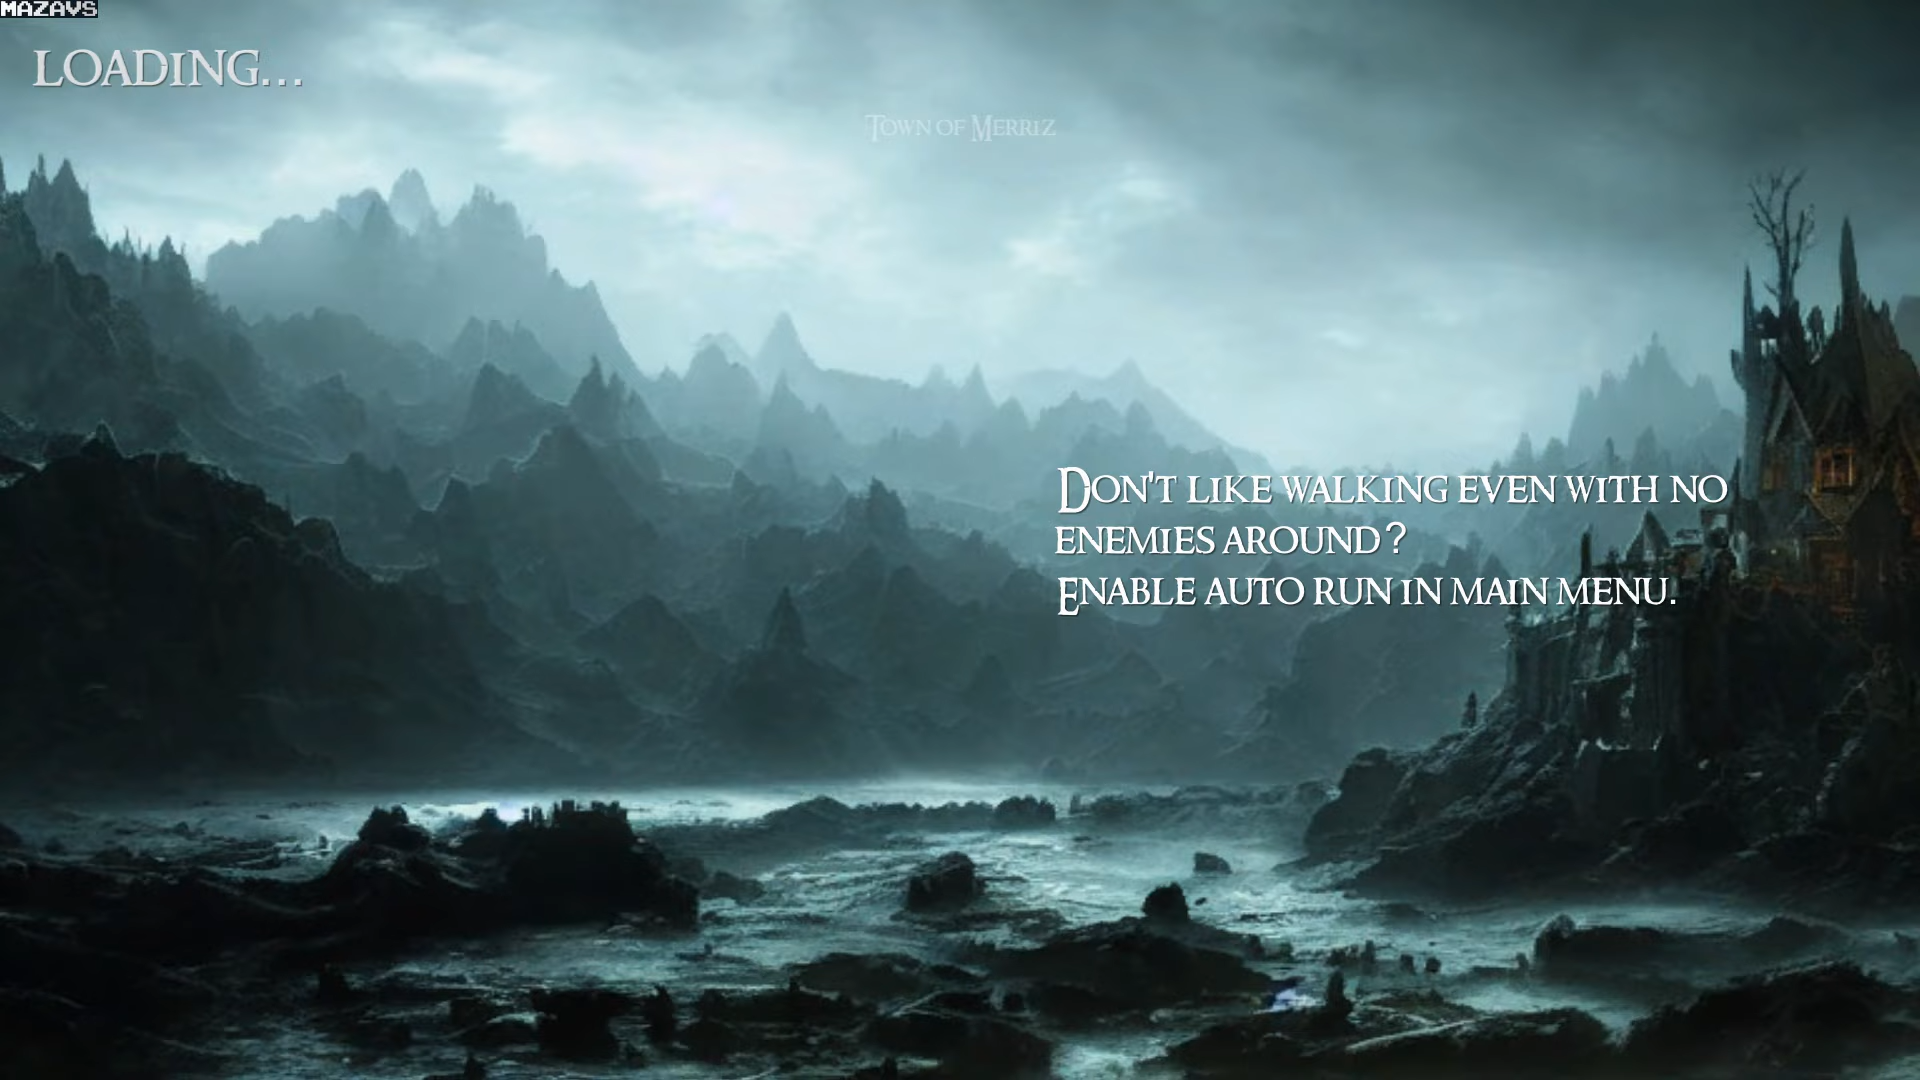 MAZAVS
LOADING...
Town of Merriz
Don't like walking even with no
enemies around?
Enable auto run in main menu.